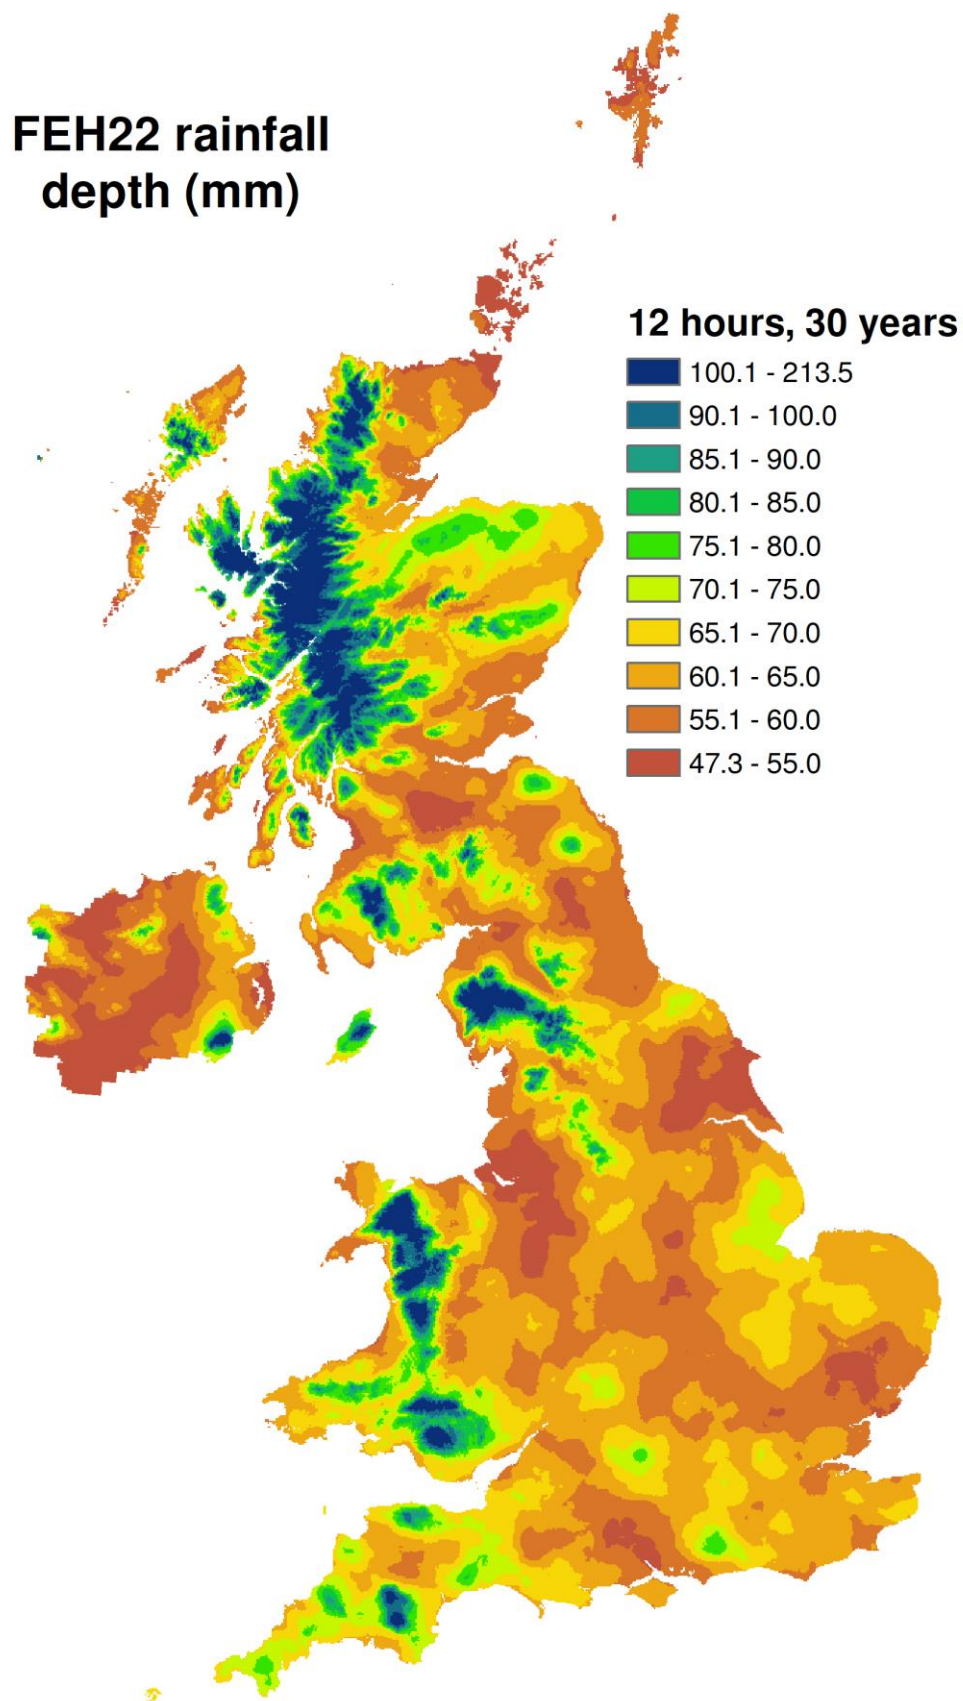 FEH22 rainfall
depth (mm)
12 hours, 30 years
100.1 - 213.5
90.1 - 100.0
85.1 - 90.0
80.1 - 85.0
75.1 - 80.0
70.1 - 75.0
65.1 - 70.0
60.1 - 65.0
55.1 - 60.0
47.3 - 55.0